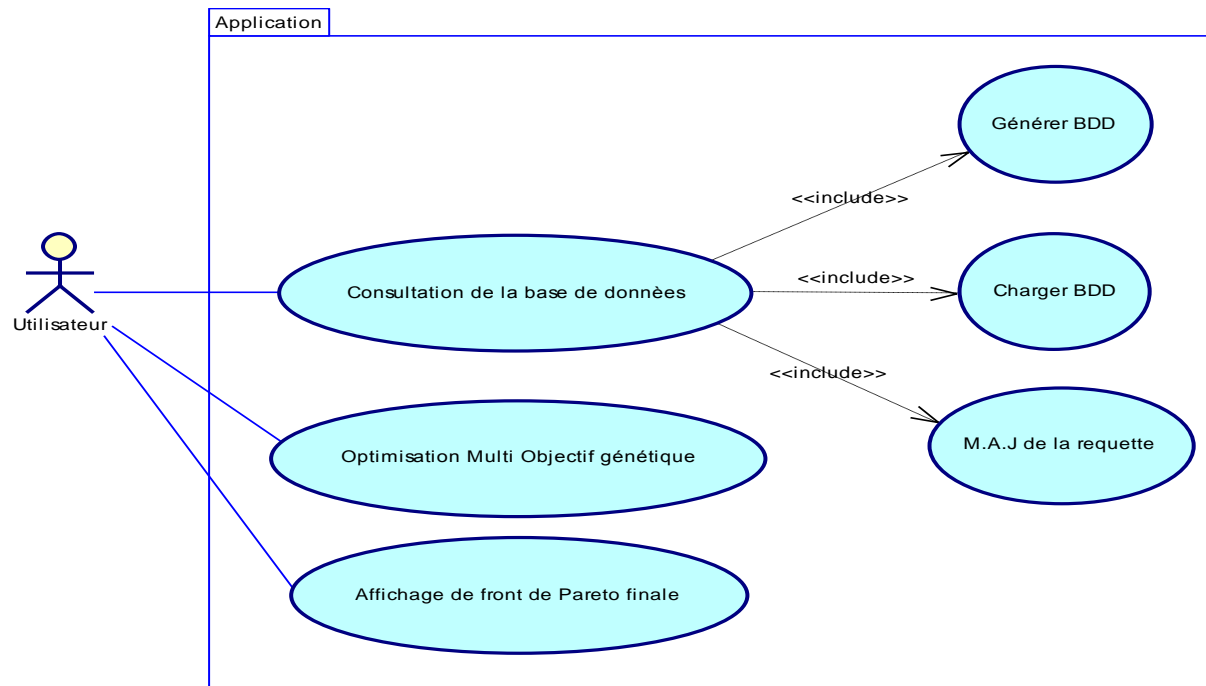 Application
Générer BDD
<<include>>
Consultation de la base de donnèes
<<include>>
Charger BDD
Utilisateur
<<include>>
M.A.J de la requette
Optimisation Multi Objectif génétique
Affichage de front de Pareto finale